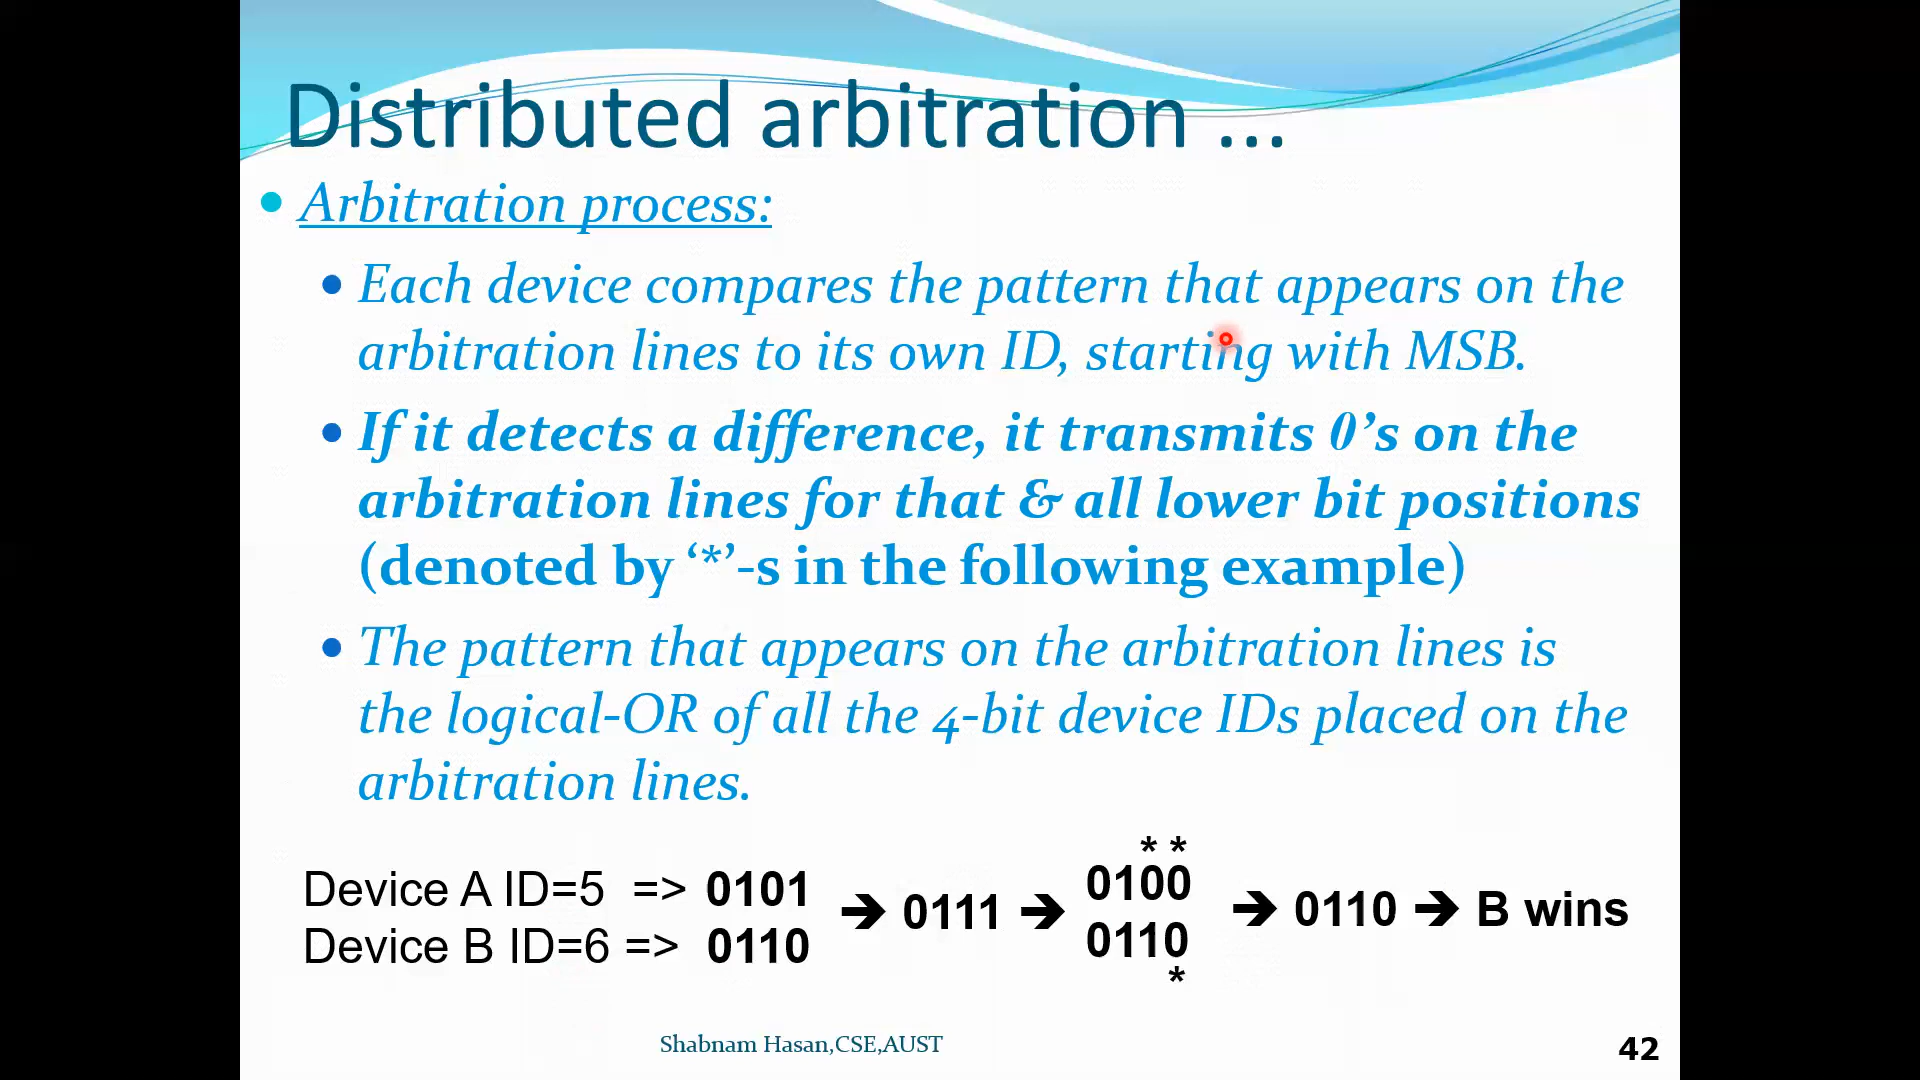 Distributed arbitration ...
• Arbitration process:
• Each device compares the pattern that appears on the
arbitration lines to its own ID, starting with MSB.
• If it detects a difference, it transmits 0’s on the
arbitration lines for that & all lower bit positions
(denoted by ‘*’-s in the following example)
• The pattern that appears on the arbitration lines is
the logical-OR of all the 4-bit device IDs placed on the
arbitration lines.
* *
Device A ID=5 => 0101 ➔ 0111 ➔ 0100 ➔ 0110 ➔ B wins
Device B ID=6 => 0110 0110
*
Shabnam Hasan,CSE,AUST 42